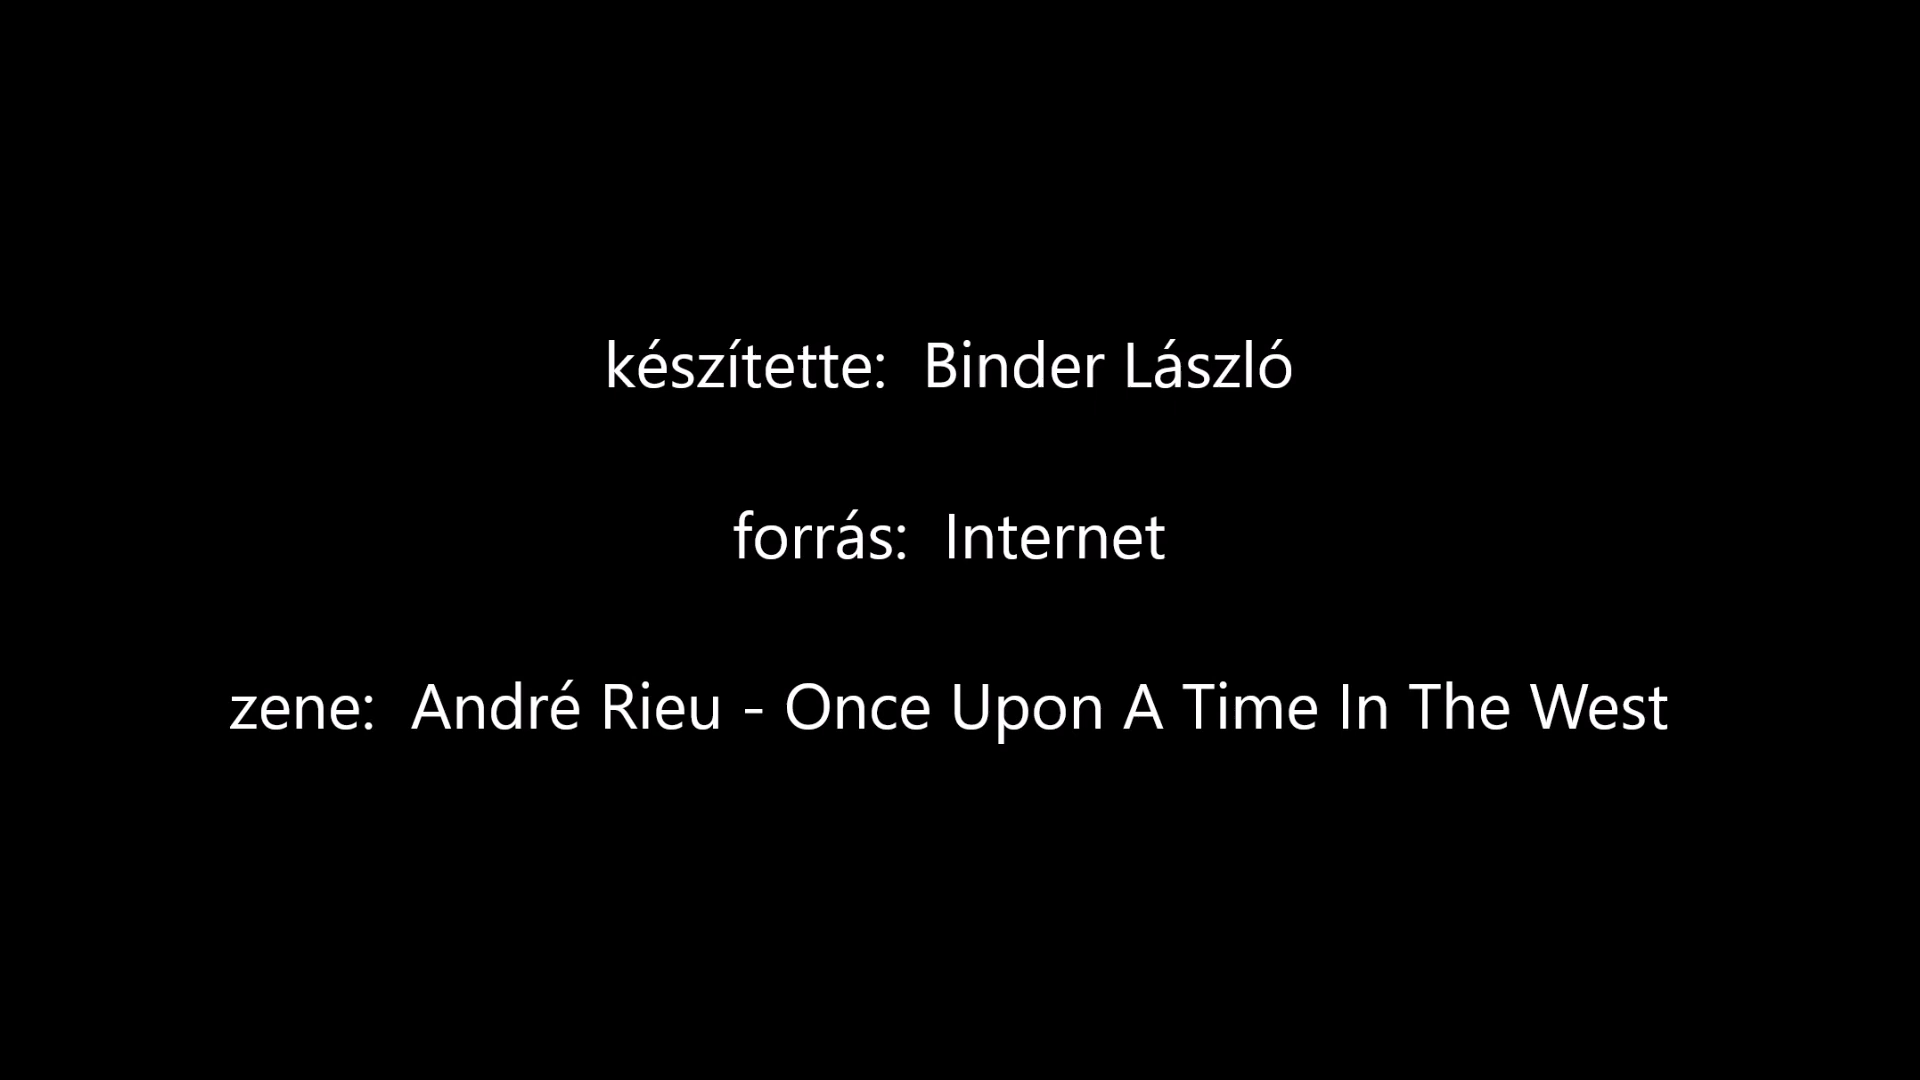 készítette:  Binder László
forrás:  Internet
zene:  André Rieu - Once Upon A Time In The West